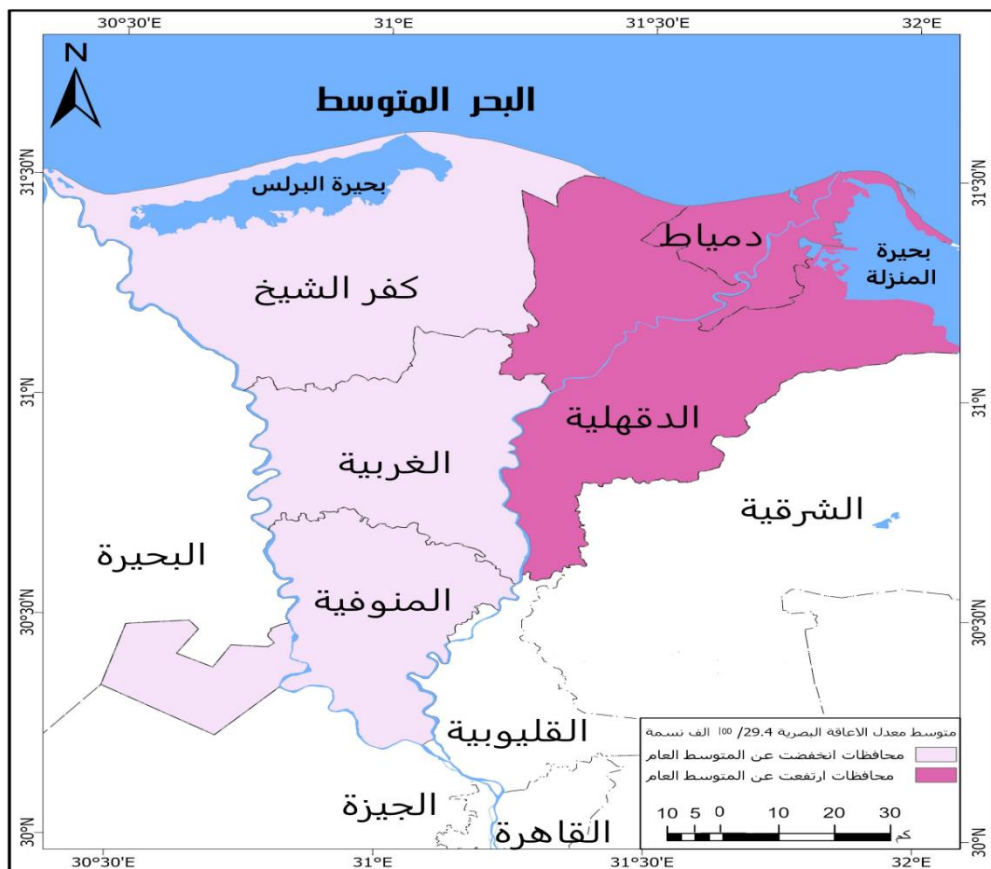 30°30'E 31°E 31°30'E 32°E
N
البحر المتوسط
31°30'N
31°30'N
بحيرة البرلس
دمياط
بحيرة
المنزلة
كفر الشيخ
31°N
31°N
الدقهلية
الغربية
الشرقية
البحيرة
المنوفية
30°30'N
30°30'N
القليوبية
متوسط معدل الاعاقة البصرية 29.4/ 100 الف نسمة
محافظات انخفضت عن المتوسط العام
محافظات ارتفعت عن المتوسط العام
الجيزة
القاهرة
10 5 0 10 20 30
كم
30°N
30°N
30°30'E 31°E 31°30'E 32°E